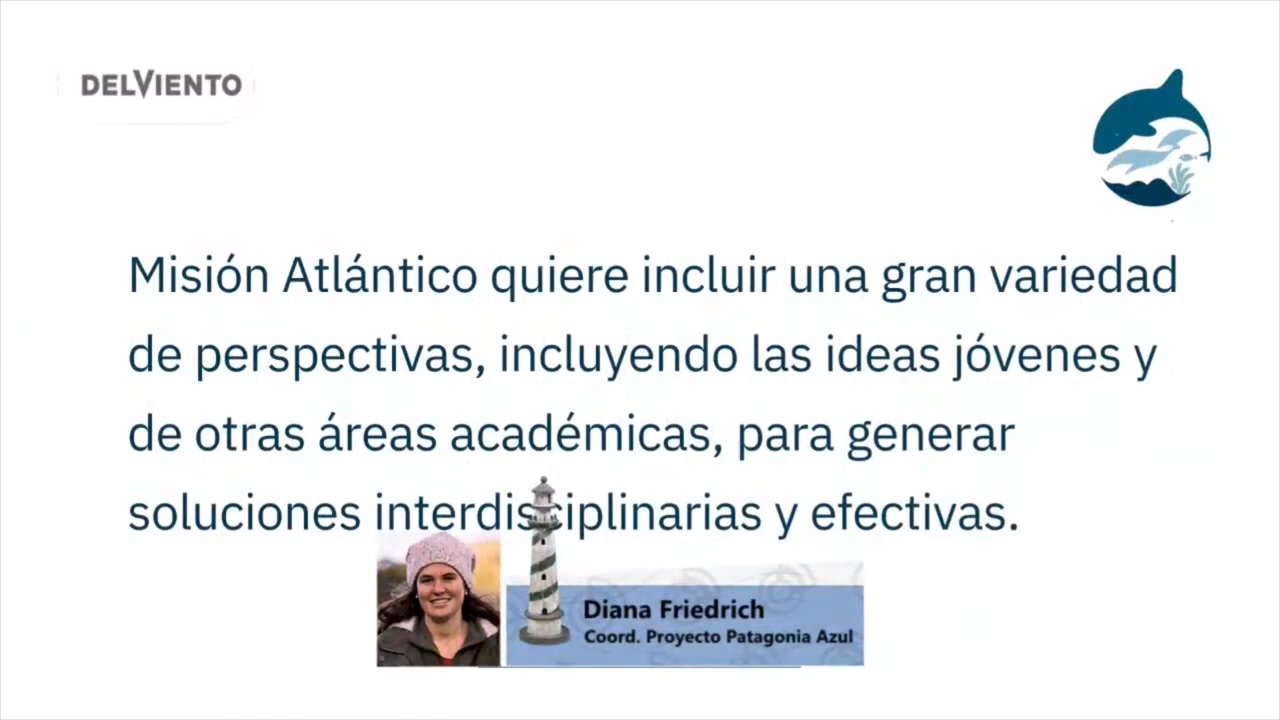 DELVIENTO
Misión Atlántico quiere incluir una gran variedad
de perspectivas, incluyendo las ideas jóvenes y
de otras áreas académicas, para generar
soluciones interdisciplinarias y efectivas.
Diana Friedrich
Coord. Proyecto Patagonia Azul